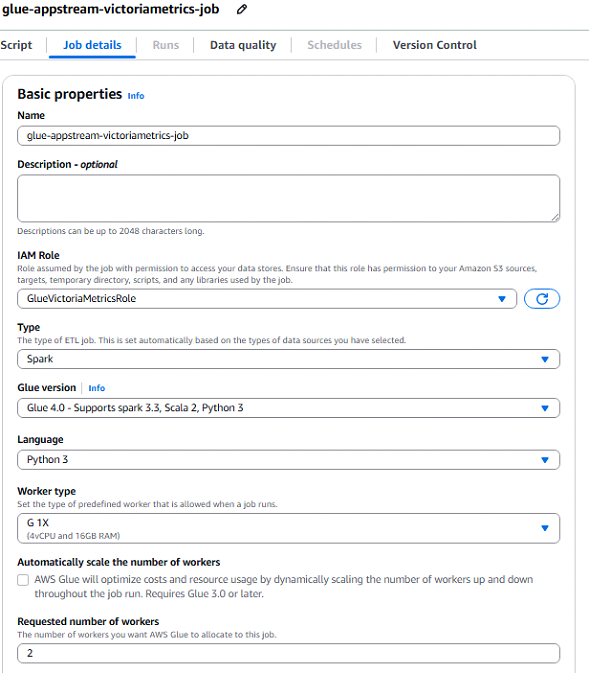 glue-appstream-victoriametrics-job
Script
Job details
Runs
Data quality
Schedules
Version Control
Basic properties Info
Name
glue-appstream-victoriametrics-job
Description - optional
Descriptions can be up to 2048 characters long.
IAM Role
Role assumed by the job with permission to access your data stores. Ensure that this role has permission to your Amazon S3 sources,
targets, temporary directory, scripts, and any libraries used by the job.
GlueVictoriaMetricsRole
Type
The type of ETL job. This is set automatically based on the types of data sources you have selected.
Spark
Glue version Info
Glue 4.0 - Supports spark 3.3, Scala 2, Python 3
Language
Python 3
Worker type
Set the type of predefined worker that is allowed when a job runs.
G 1X
(4vCPU and 16GB RAM)
Automatically scale the number of workers
AWS Glue will optimize costs and resource usage by dynamically scaling the number of workers up and down
throughout the job run. Requires Glue 3.0 or later.
Requested number of workers
The number of workers you want AWS Glue to allocate to this job.
2